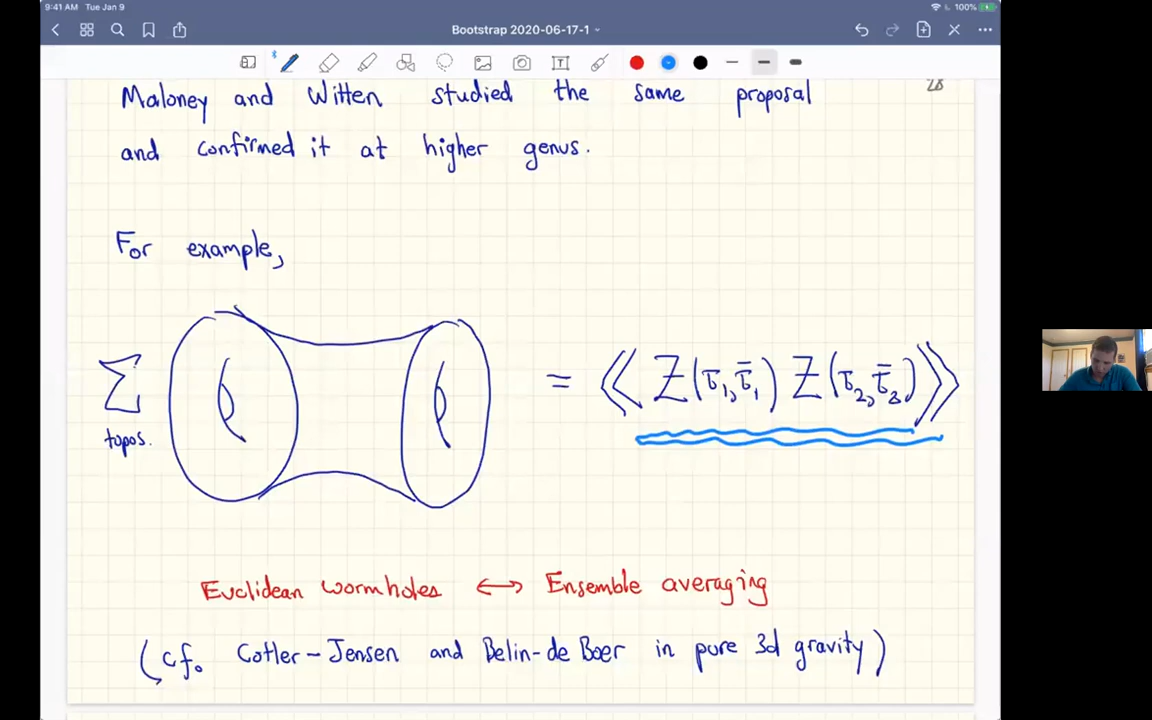 9:41 AM Tue Jan 9
100%
Bootstrap 2020-06-17-1
28
Maloney and Witten studied the same proposal
and confirmed it at higher genus.
For example,
Σ = ⟪ Z(τ₁,τ̄₁) Z(τ₂,τ̄₂) ⟫
topos.
Euclidean wormholes ↔ Ensemble averaging
(cf. Cotler-Jensen and Belin-de Boer in pure 3d gravity)